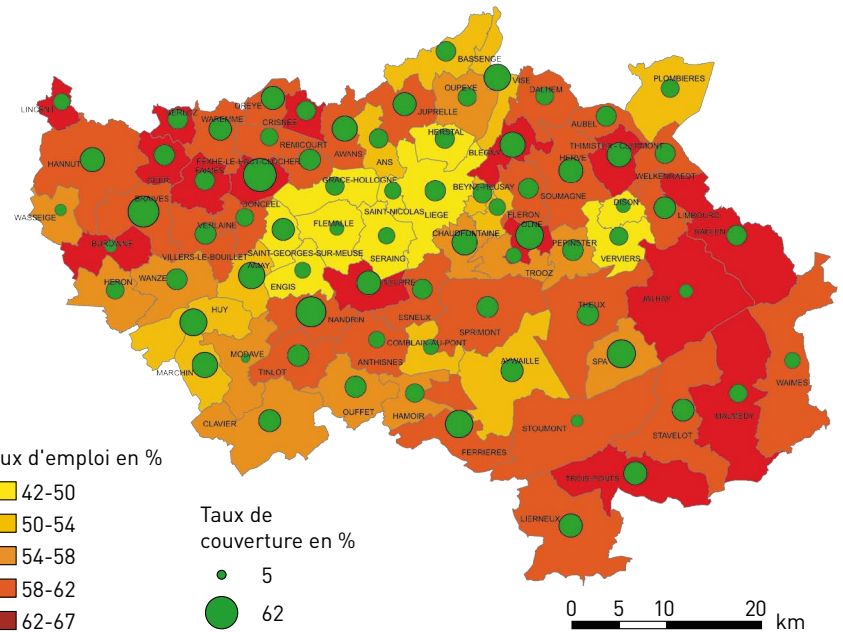 BASSENGE
PLOMBIERES
VISE
OUPEYE
DALHEM
LINCENT
OREYE
JUPRELLE
WAREMME
CRISNEE
AUBEL
HERSTAL
REMICOURT
AWANS
ANS
BLEGNY
HERVE
WELKENRAEDT
HANNUT
GEER
FAIMES
GRACE-HOLLOGNE
BEYNE-HEUSAY
SOUMAGNE
DISON
LIMBOURG
WASSEIGE
BRAIVES
DONCEEL
SAINT-NICOLAS
LIEGE
FLERON
OLNE
VERLAINE
FLEMALLE
CHAUDFONTAINE
PEPINSTER
BAELEN
BURDINNE
VILLERS-LE-BOUILLET
SAINT-GEORGES-SUR-MEUSE
SERAING
VERVIERS
AMAY
TROOZ
HERON
WANZE
ENGIS
JALHAY
HUY
NANDRIN
ESNEUX
SPRIMONT
THEUX
COMBLAIN-AU-PONT
MODAVE
ANTHISNES
MARCHIN
TINLOT
AYWAILLE
SPA
WAIMES
OUFFET
HAMOIR
CLAVIER
STOUMONT
STAVELOT
MALMEDY
FERRIERES
TROIS-PONTS
LIERNEUX
ux d'emploi en %
42-50
50-54
54-58
58-62
62-67
Taux de
couverture en %
5
62
0 5 10 20
km